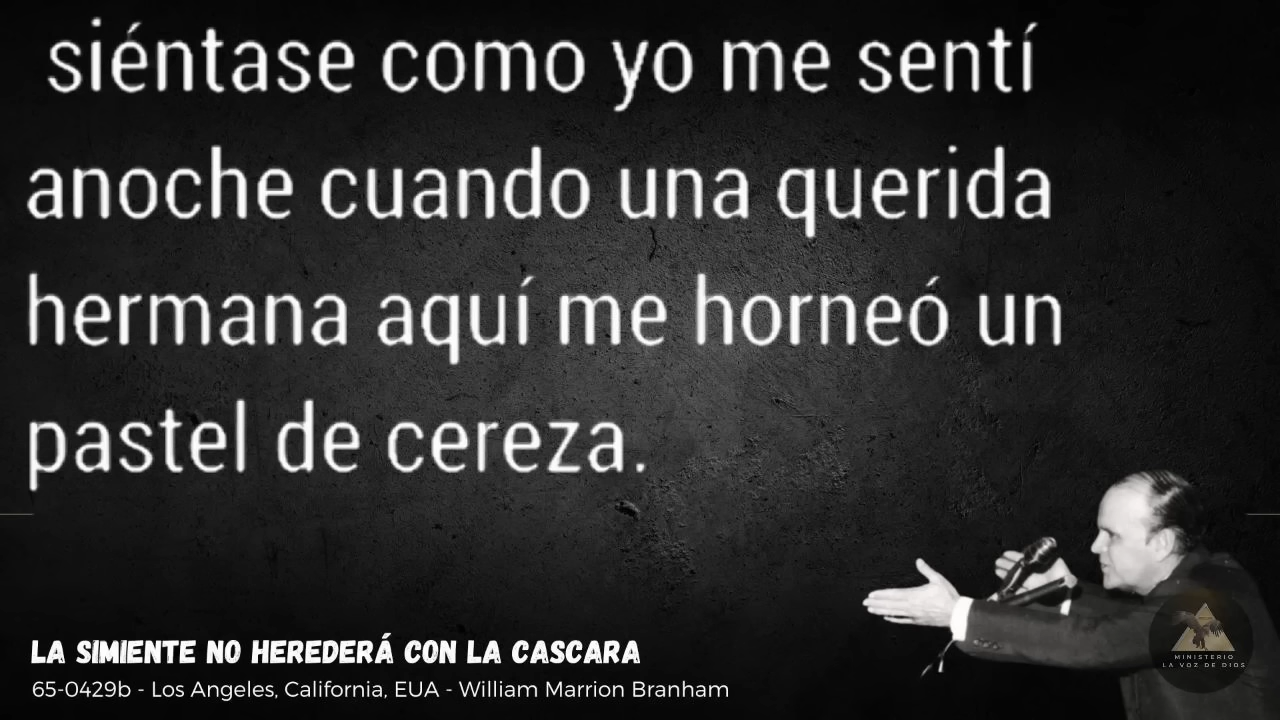 siéntase como yo me sentí
anoche cuando una querida
hermana aquí me horneó un
pastel de cereza.
LA SIMIENTE NO HEREDERÁ CON LA CASCARA
65-0429b - Los Angeles, California, EUA - William Marrion Branham
MINISTERIO
LA VOZ DE DIOS